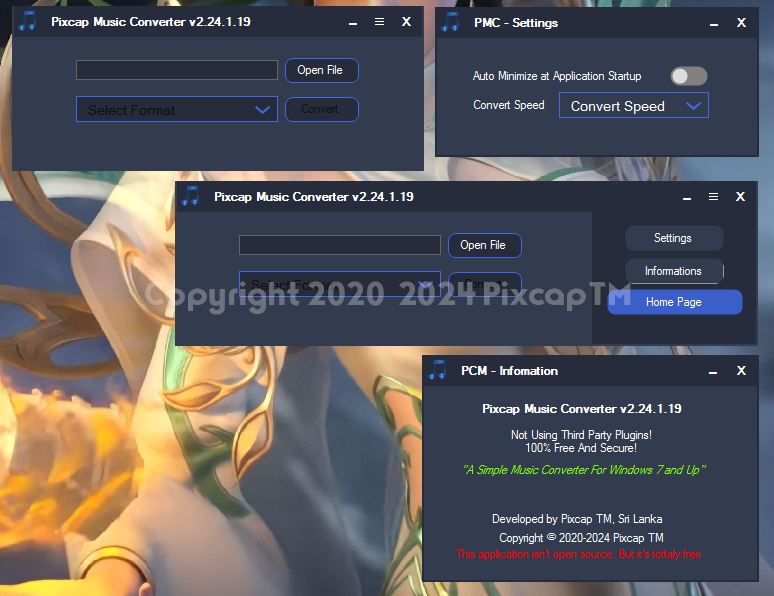 Pixcap Music Converter v2.24.1.19
X
Open File
Select Format
Convert
PMC - Settings
X
Auto Minimize at Application Startup
Convert Speed
Convert Speed
Pixcap Music Converter v2.24.1.19
X
Open File
Select Format
Settings
Informations
Home Page
Copyright 2020 2024 PixcapTM
PCM - Infomation
X
Pixcap Music Converter v2.24.1.19
Not Using Third Party Plugins!
100% Free And Secure!
"A Simple Music Converter For Windows 7 and Up"
Developed by Pixcap TM, Sri Lanka
Copyright © 2020-2024 Pixcap TM
This application isn't open source. But it's tottely free.